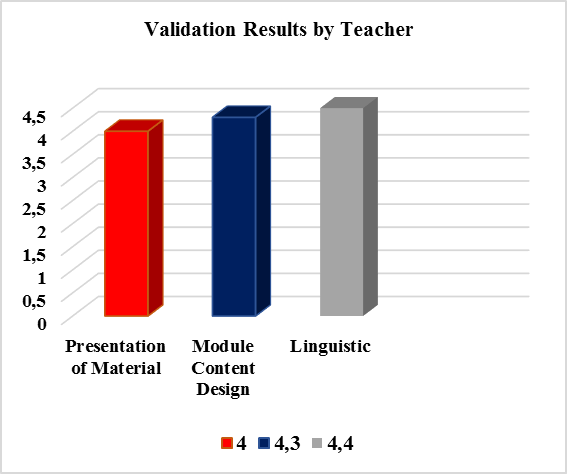 Validation Results by Teacher
4,5
4
3,5
3
2,5
2
1,5
1
0,5
0
Presentation
of Material
Module
Content
Design
Linguistic
4
4,3
4,4